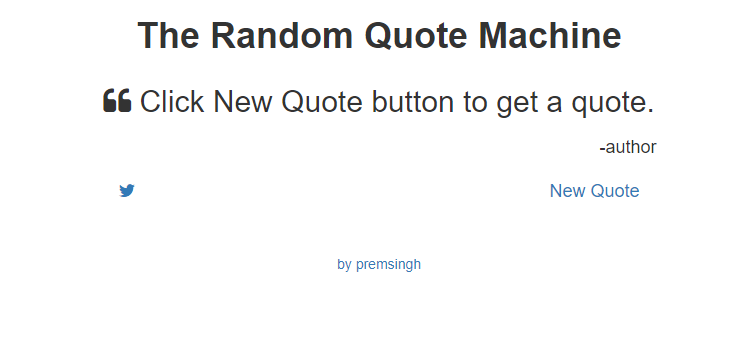 The Random Quote Machine
Click New Quote button to get a quote.
-author
New Quote
by premsingh